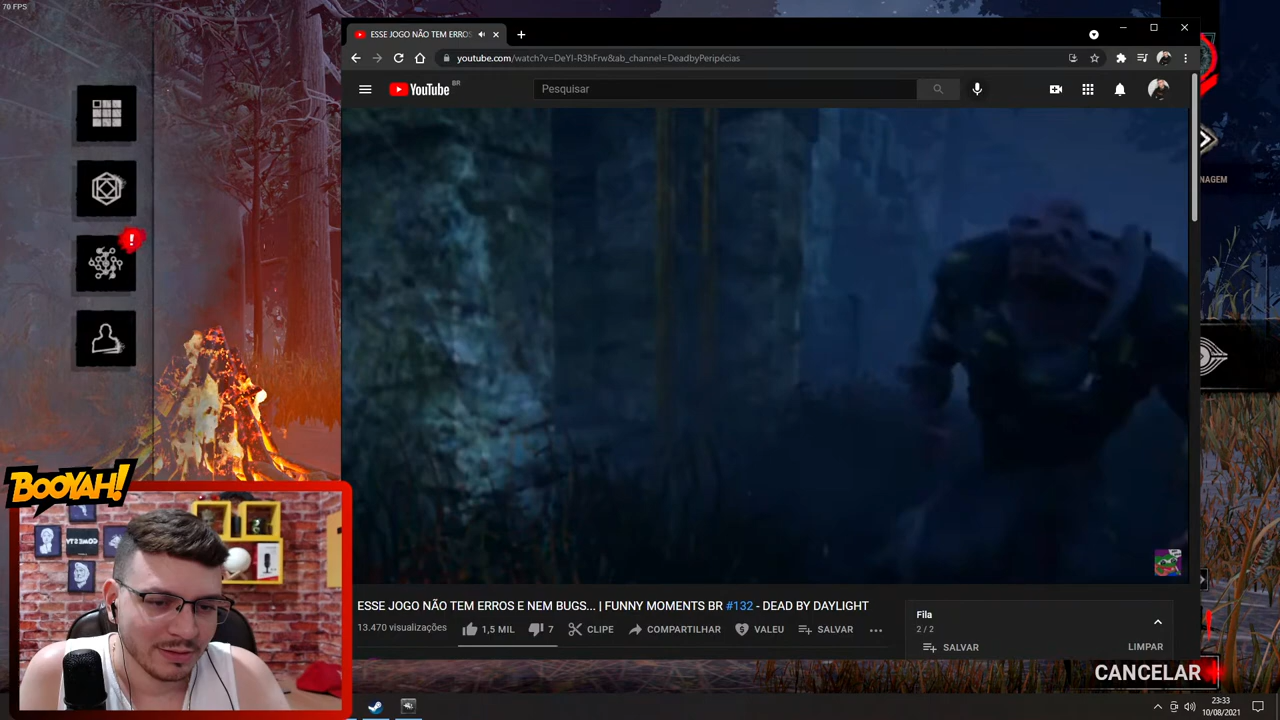 70 FPS
ESSE JOGO NÃO TEM ERROS
youtube.com/watch?v=DeYI-R3hFrw&ab_channel=DeadbyPeripécias
YouTube BR
Pesquisar
NAGEM
BOOYAH!
ESSE JOGO NÃO TEM ERROS E NEM BUGS... | FUNNY MOMENTS BR #132 - DEAD BY DAYLIGHT
13.470 visualizações
1,5 MIL
7
CLIPE
COMPARTILHAR
VALEU
SALVAR
Fila
2 / 2
SALVAR
LIMPAR
CANCELAR
23:33
10/08/2021